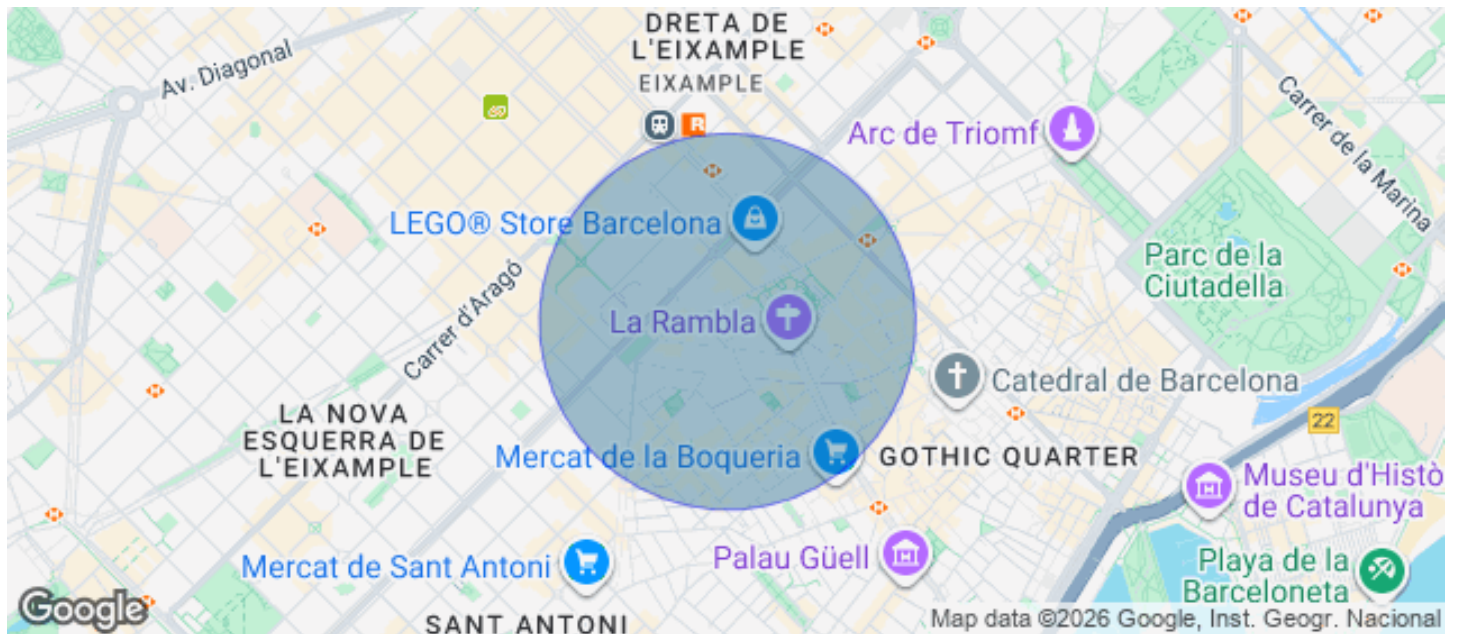 DRETA DE
L'EIXAMPLE
EIXAMPLE
Av. Diagonal
R
Arc de Triomf
Carrer de la Marina
LEGO® Store Barcelona
Parc de la
Ciutadella
Carrer d'Aragó
La Rambla
Catedral de Barcelona
LA NOVA
ESQUERRA DE
L'EIXAMPLE
22
Mercat de la Boqueria
GOTHIC QUARTER
Museu d'Histò
de Catalunya
Mercat de Sant Antoni
Palau Güell
Playa de la
Barceloneta
SANT ANTONI
Google
Map data ©2026 Google, Inst. Geogr. Nacional